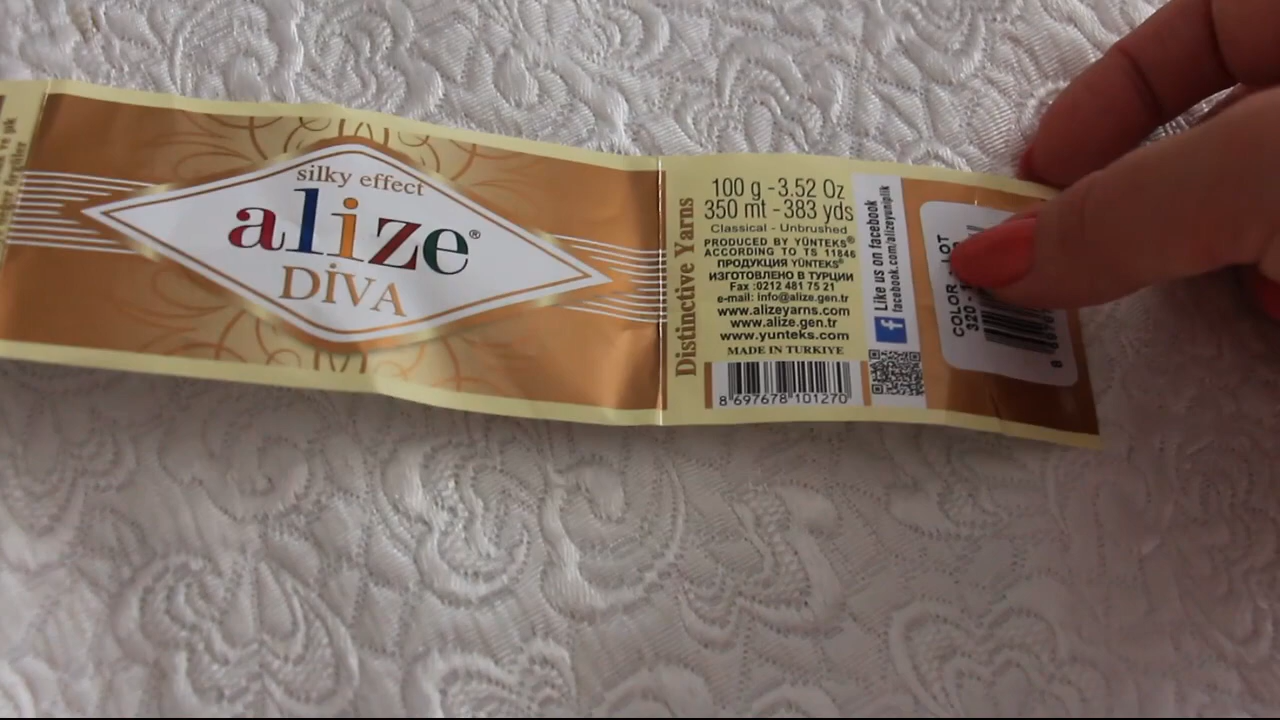 silky effect
alize®
DİVA
Distinctive Yarns
100 g - 3.52 Oz
350 mt - 383 yds
Classical - Unbrushed
PRODUCED BY YÜNTEKS®
ACCORDING TO TS 11846
ПРОДУКЦИЯ YÜNTEKS®
ИЗГОТОВЛЕНО В ТУРЦИИ
Fax :0212 481 75 21
e-mail: info@alize.gen.tr
www.alizeyarns.com
www.alize.gen.tr
www.yunteks.com
MADE IN TURKIYE
8 697678 101270
f
Like us on facebook
facebook.com/alizeyuniplik
COLOR LOT
320 -